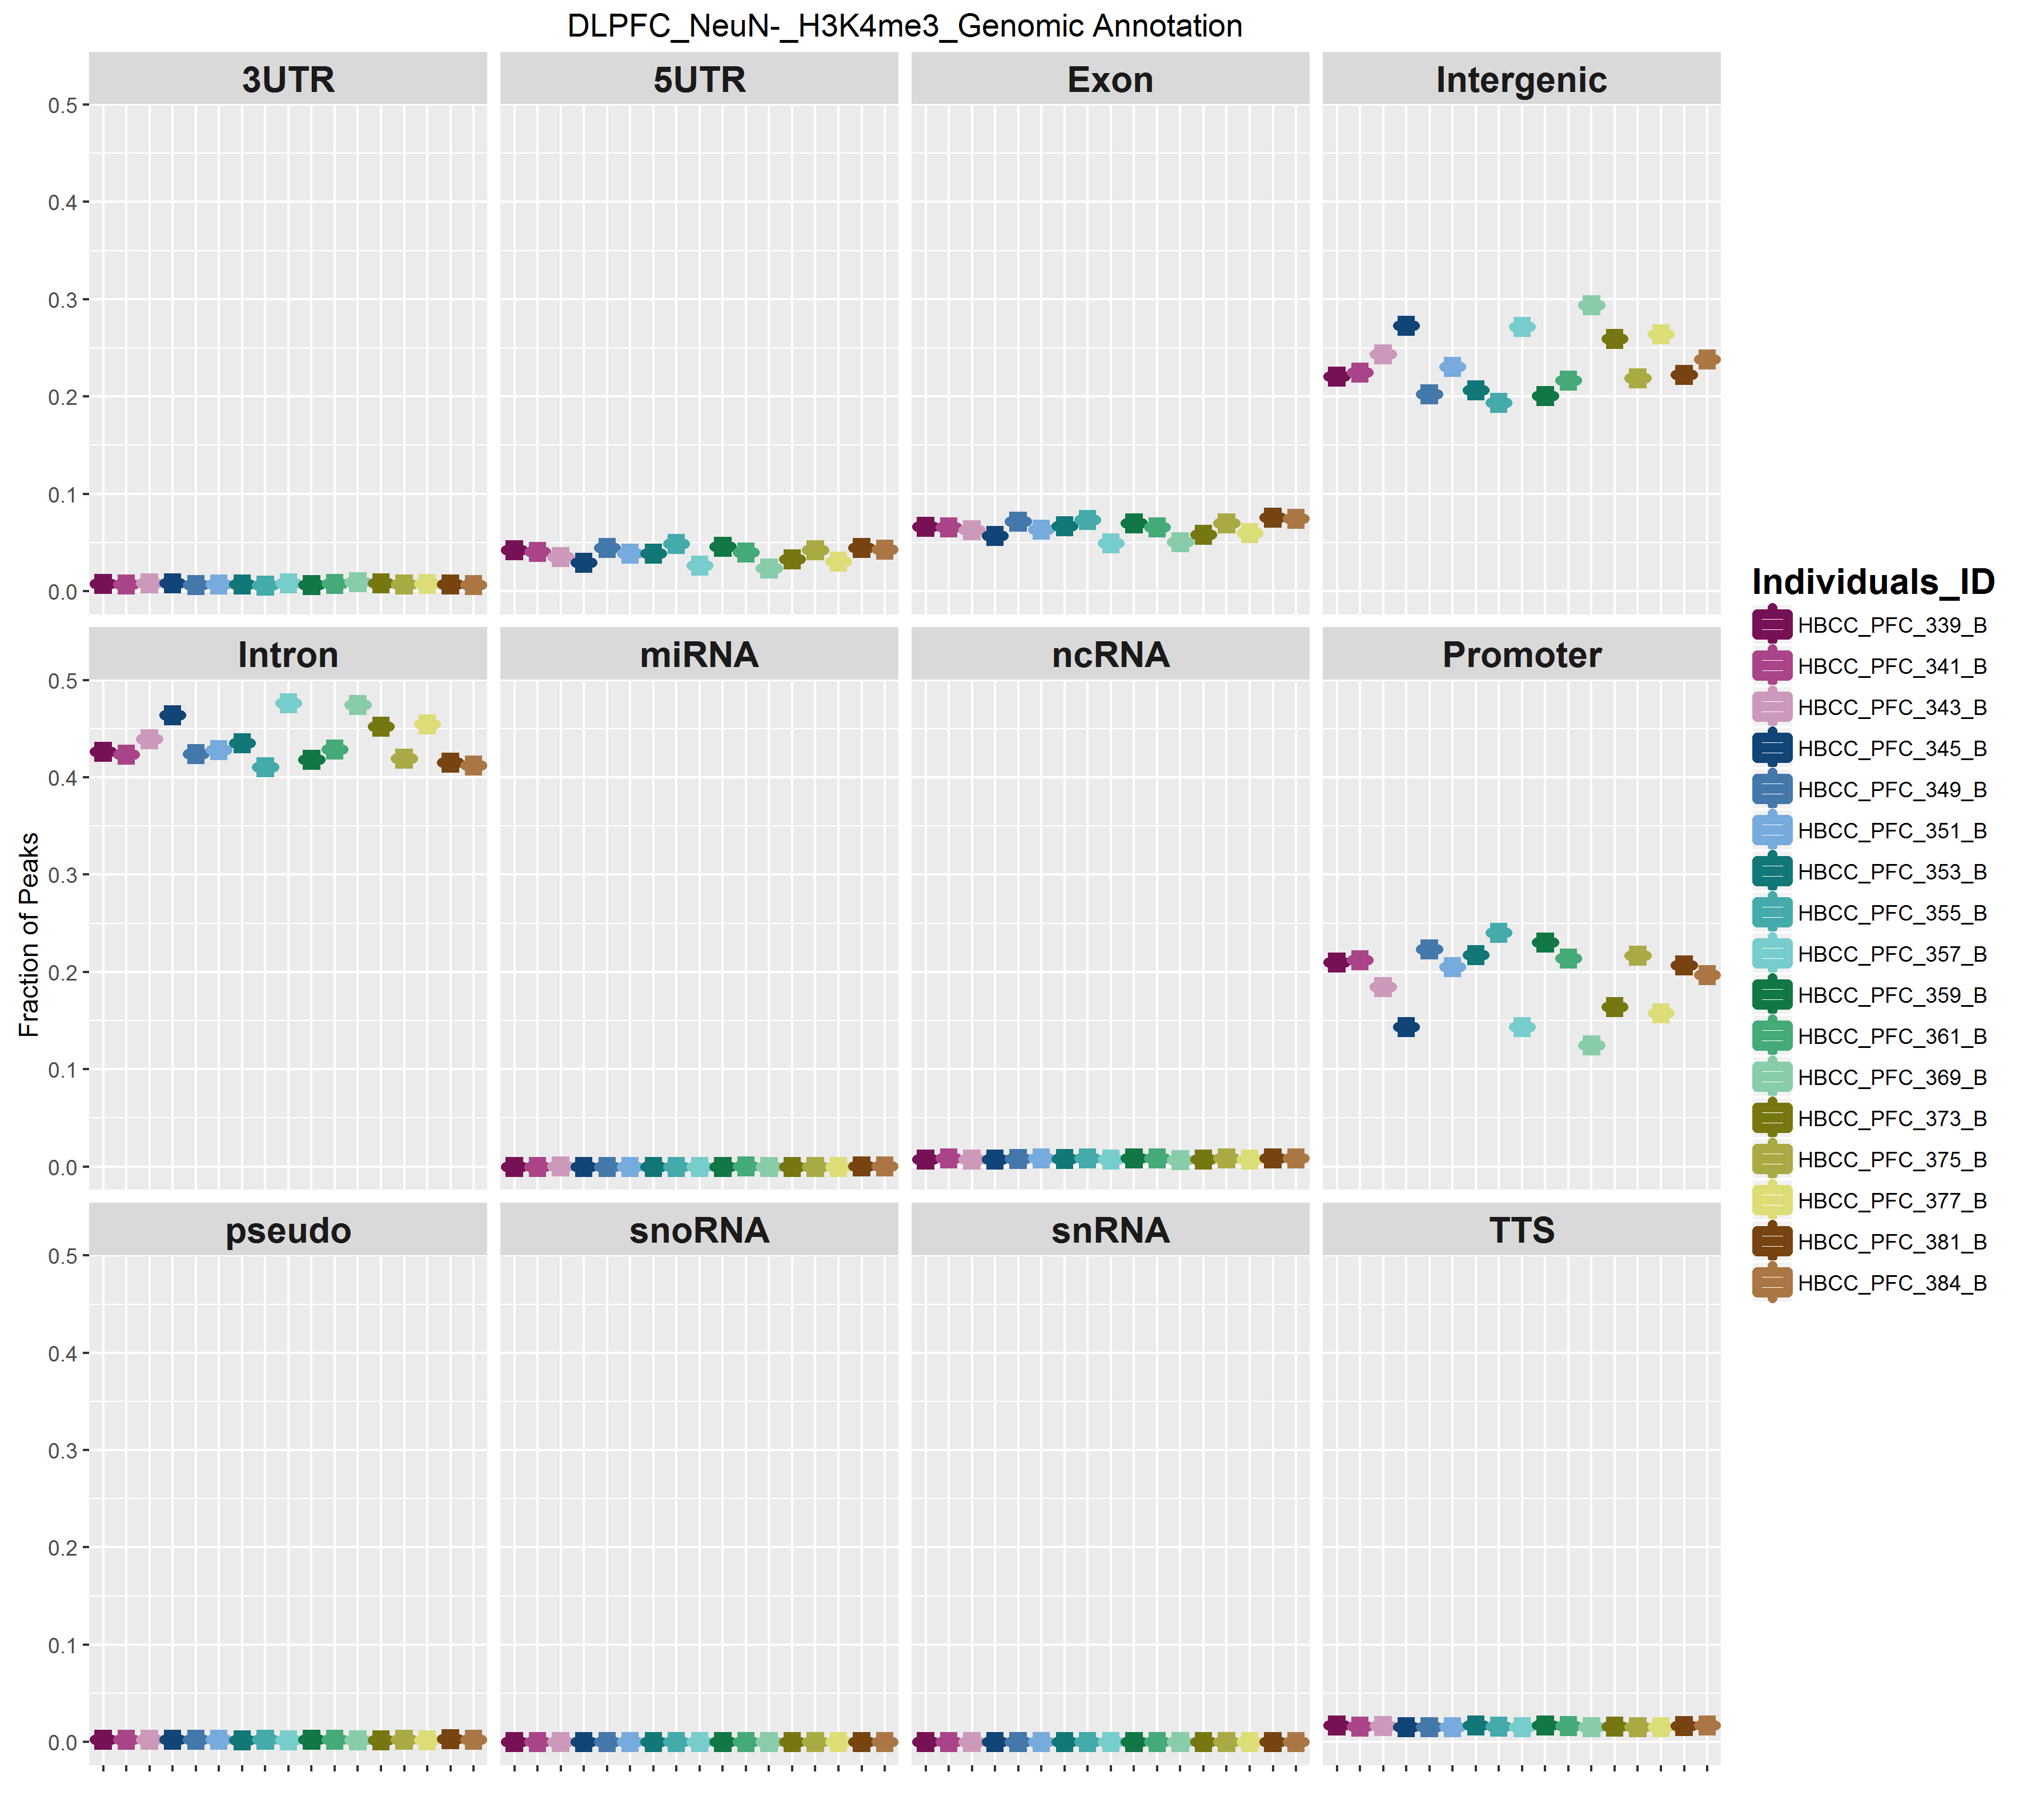 DLPFC_NeuN-_H3K4me3_Genomic Annotation
3UTR 5UTR Exon Intergenic
0.5
0.4
0.3
0.2
0.1
0.0
Intron miRNA ncRNA Promoter
0.5
0.4
0.3
0.2
0.1
0.0
pseudo snoRNA snRNA TTS
0.5
0.4
0.3
0.2
0.1
0.0
Fraction of Peaks
Individuals_ID
HBCC_PFC_339_B
HBCC_PFC_341_B
HBCC_PFC_343_B
HBCC_PFC_345_B
HBCC_PFC_349_B
HBCC_PFC_351_B
HBCC_PFC_353_B
HBCC_PFC_355_B
HBCC_PFC_357_B
HBCC_PFC_359_B
HBCC_PFC_361_B
HBCC_PFC_369_B
HBCC_PFC_373_B
HBCC_PFC_375_B
HBCC_PFC_377_B
HBCC_PFC_381_B
HBCC_PFC_384_B